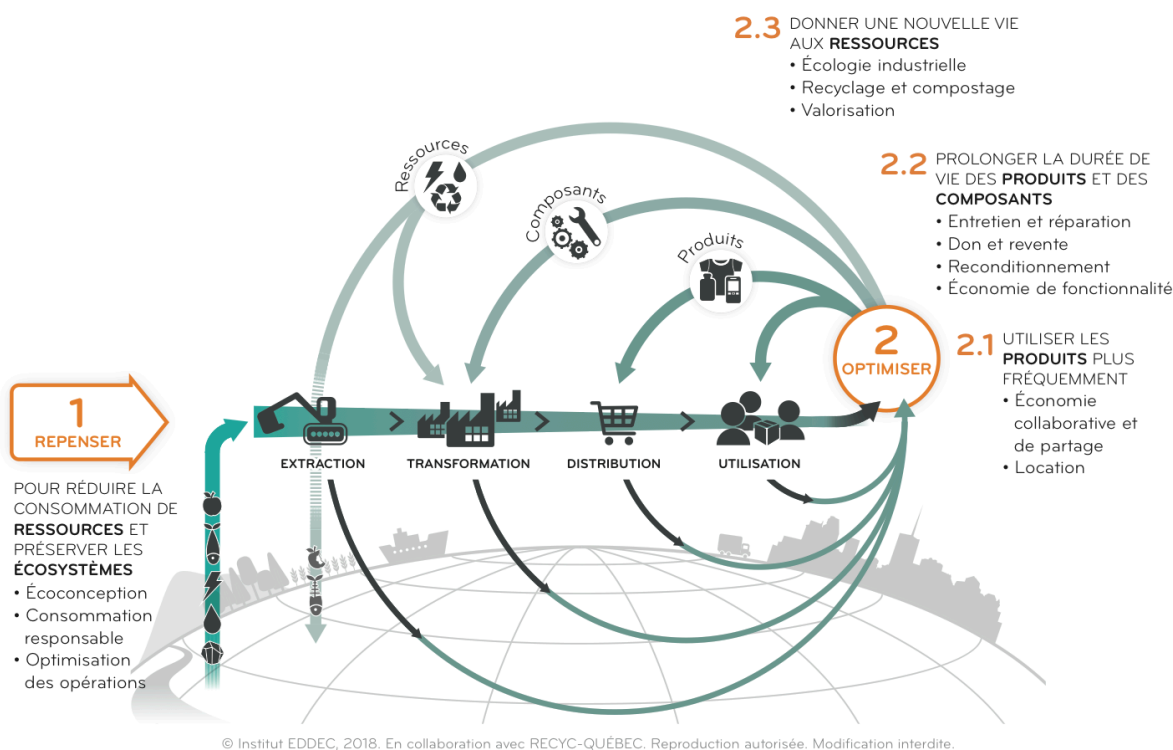 2.3 DONNER UNE NOUVELLE VIE
AUX RESSOURCES
• Écologie industrielle
• Recyclage et compostage
• Valorisation
2.2 PROLONGER LA DURÉE DE
VIE DES PRODUITS ET DES
COMPOSANTS
• Entretien et réparation
• Don et revente
• Reconditionnement
• Économie de fonctionnalité
Ressources
Composants
Produits
2
OPTIMISER
2.1 UTILISER LES
PRODUITS PLUS
FRÉQUEMMENT
• Économie
collaborative et
de partage
• Location
1
REPENSER
EXTRACTION
TRANSFORMATION
DISTRIBUTION
UTILISATION
POUR RÉDUIRE LA
CONSOMMATION DE
RESSOURCES ET
PRÉSERVER LES
ÉCOSYSTÈMES
• Écoconception
• Consommation
responsable
• Optimisation
des opérations
© Institut EDDEC, 2018. En collaboration avec RECYC-QUÉBEC. Reproduction autorisée. Modification interdite.